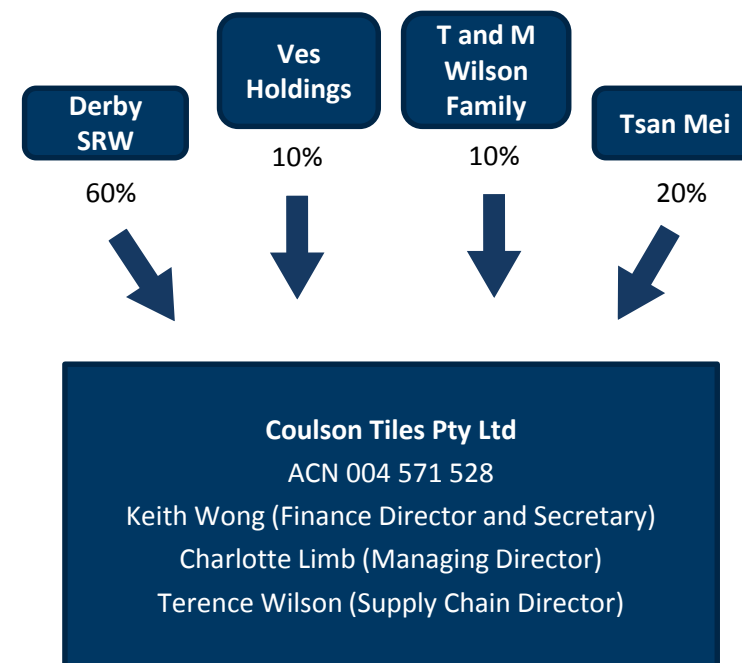 Derby
SRW
60%
Ves
Holdings
10%
T and M
Wilson
Family
10%
Tsan Mei
20%
Coulson Tiles Pty Ltd
ACN 004 571 528
Keith Wong (Finance Director and Secretary)
Charlotte Limb (Managing Director)
Terence Wilson (Supply Chain Director)